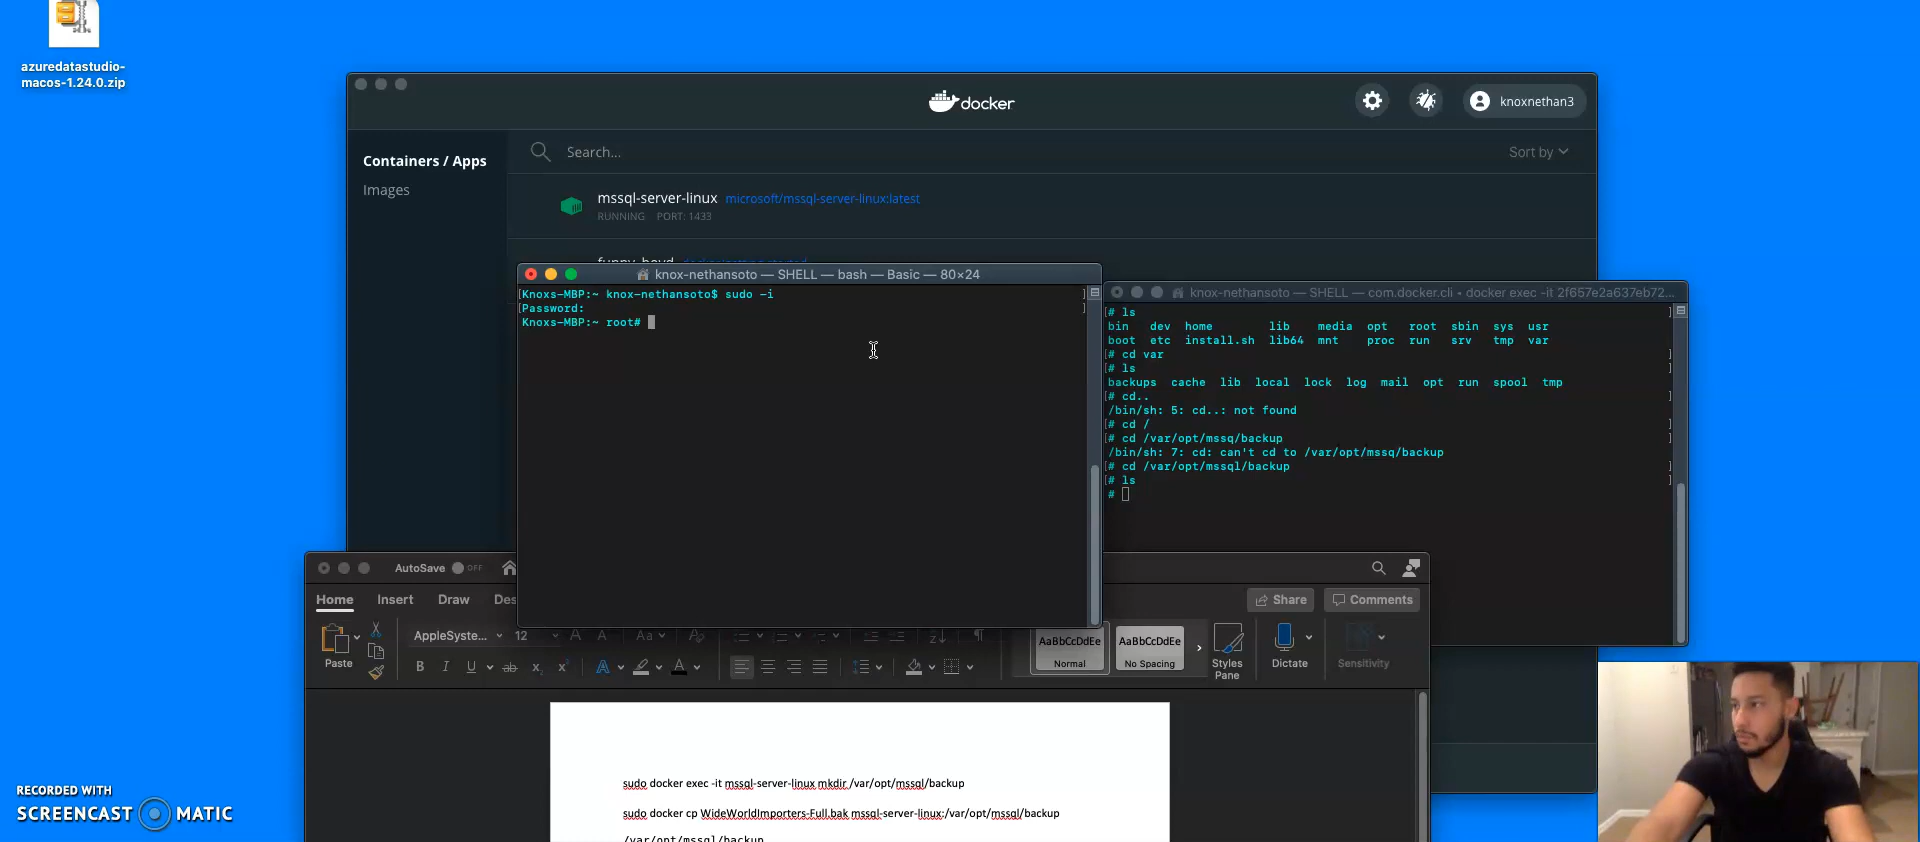 azuredatastudio-
macos-1.24.0.zip
docker
knoxnethan3
Containers / Apps
Images
Search...
Sort by
mssql-server-linux microsoft/mssql-server-linux:latest
RUNNING PORT: 1433
knox-nethansoto — SHELL — bash — Basic — 80×24
[Knoxs-MBP:~ knox-nethansoto$ sudo -i ]
[Password: ]
Knoxs-MBP:~ root#
knox-nethansoto — SHELL — com.docker.cli • docker exec -it 2f657e2a637eb72...
[# ls ]
bin dev home lib media opt root sbin sys usr
boot etc install.sh lib64 mnt proc run srv tmp var
[# cd var ]
[# ls ]
backups cache lib local lock log mail opt run spool tmp
[# cd.. ]
/bin/sh: 5: cd..: not found
[# cd / ]
[# cd /var/opt/mssq/backup ]
/bin/sh: 7: cd: can't cd to /var/opt/mssq/backup
[# cd /var/opt/mssql/backup ]
[# ls ]
#
AutoSave OFF
Home Insert Draw Des
Share Comments
Paste
AppleSyste... 12
AaBbCcDdEe
Normal
AaBbCcDdEe
No Spacing
Styles
Pane
Dictate
Sensitivity
sudo docker exec -it mssql-server-linux mkdir /var/opt/mssql/backup
sudo docker cp WideWorldImporters-Full.bak mssql-server-linux:/var/opt/mssql/backup
/var/opt/mssql/backup
RECORDED WITH
SCREENCAST MATIC